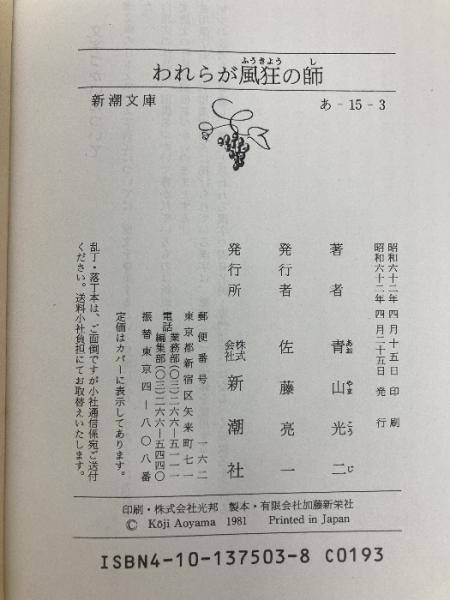 われらが風狂の師
ふうきよう
し
新潮文庫
あ-15-3
昭和六十二年四月十五日印刷
昭和六十二年四月二十五日発行
著者 青山光二
あお やま こう じ
発行者 佐藤亮一
発行所 株式会社 新潮社
郵便番号 一六二
東京都新宿区矢来町七一
電話 業務部(〇三)二六六—五一一一
編集部(〇三)二六六—五四四〇
振替東京四—八〇八番
定価はカバーに表示してあります。
乱丁・落丁本は、ご面倒ですが小社通信係宛ご送付
ください。送料小社負担にてお取替えいたします。
印刷・株式会社光邦 製本・有限会社加藤新栄社
© Kōji Aoyama 1981 Printed in Japan
ISBN4-10-137503-8 C0193